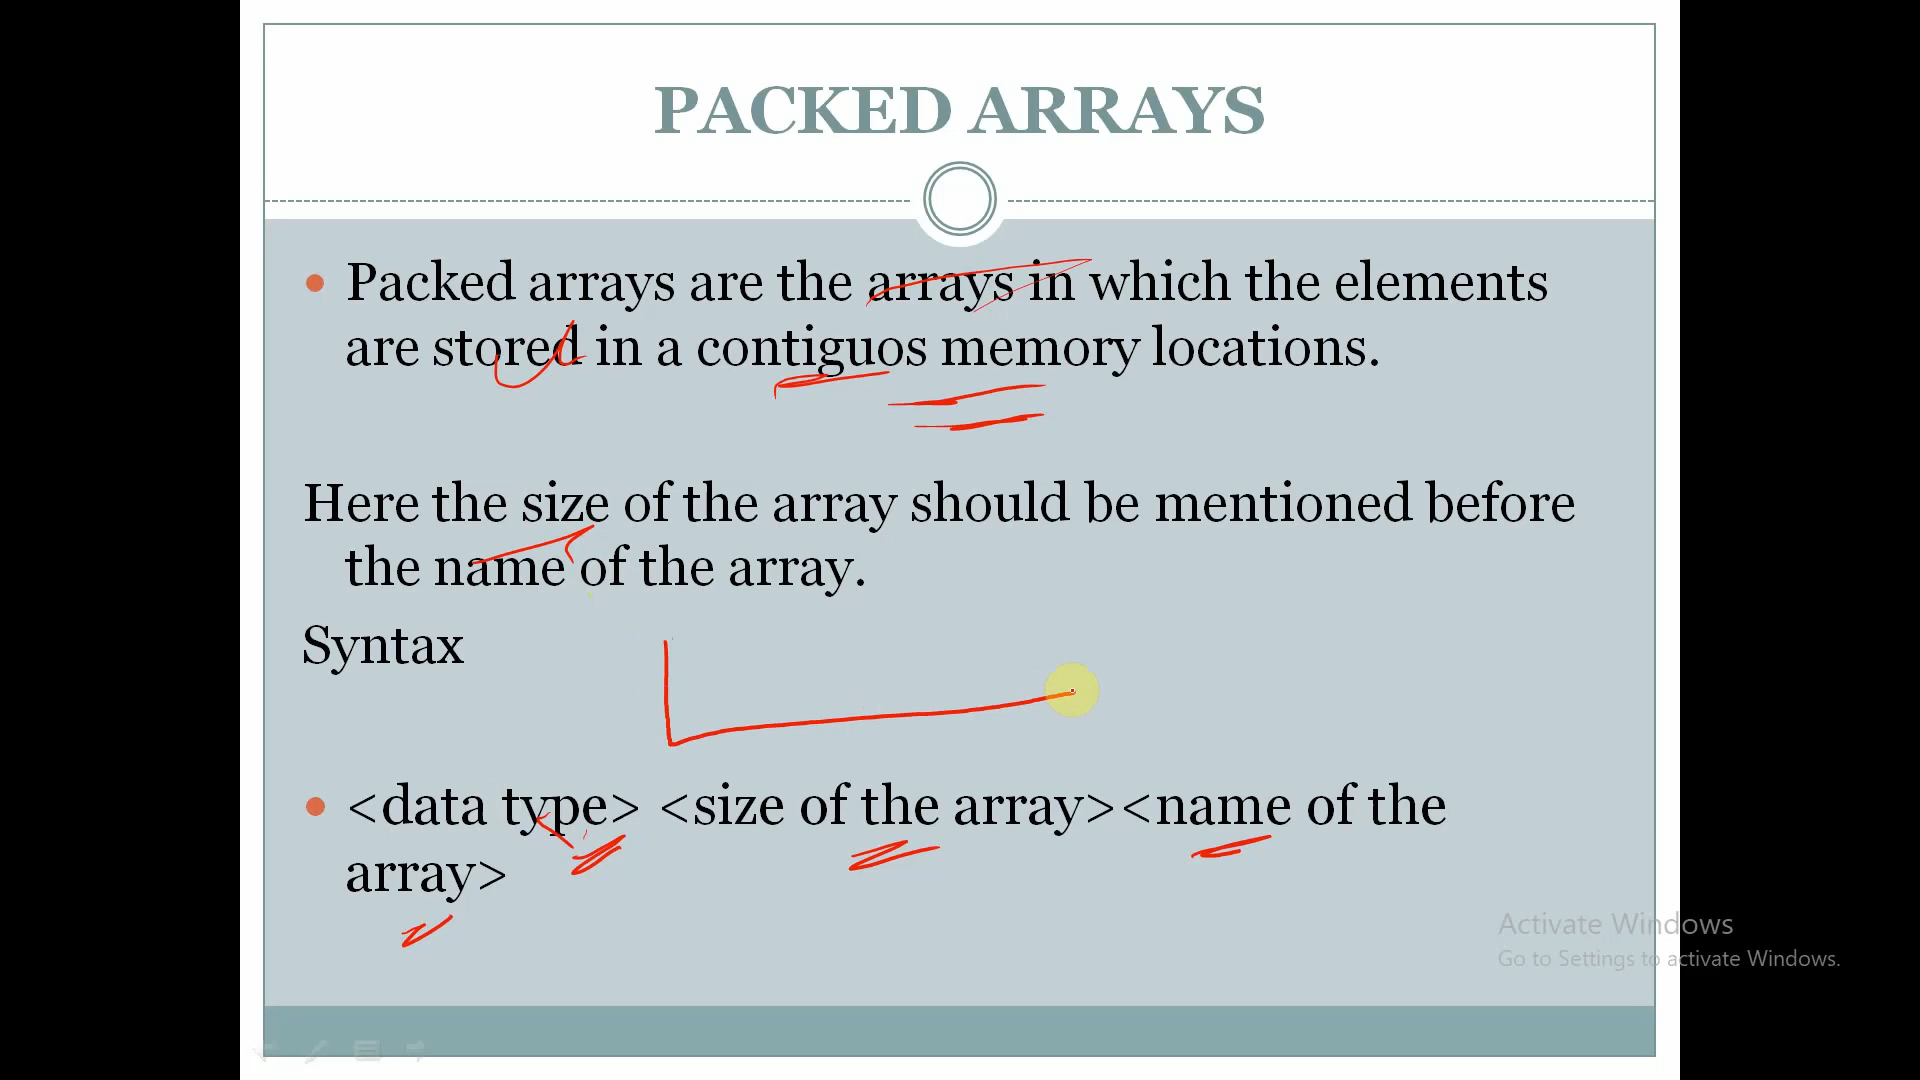 PACKED ARRAYS
Packed arrays are the arrays in which the elements
are stored in a contiguos memory locations.
Here the size of the array should be mentioned before
the name of the array.
Syntax
<data type> <size of the array><name of the
array>
Activate Windows
Go to Settings to activate Windows.